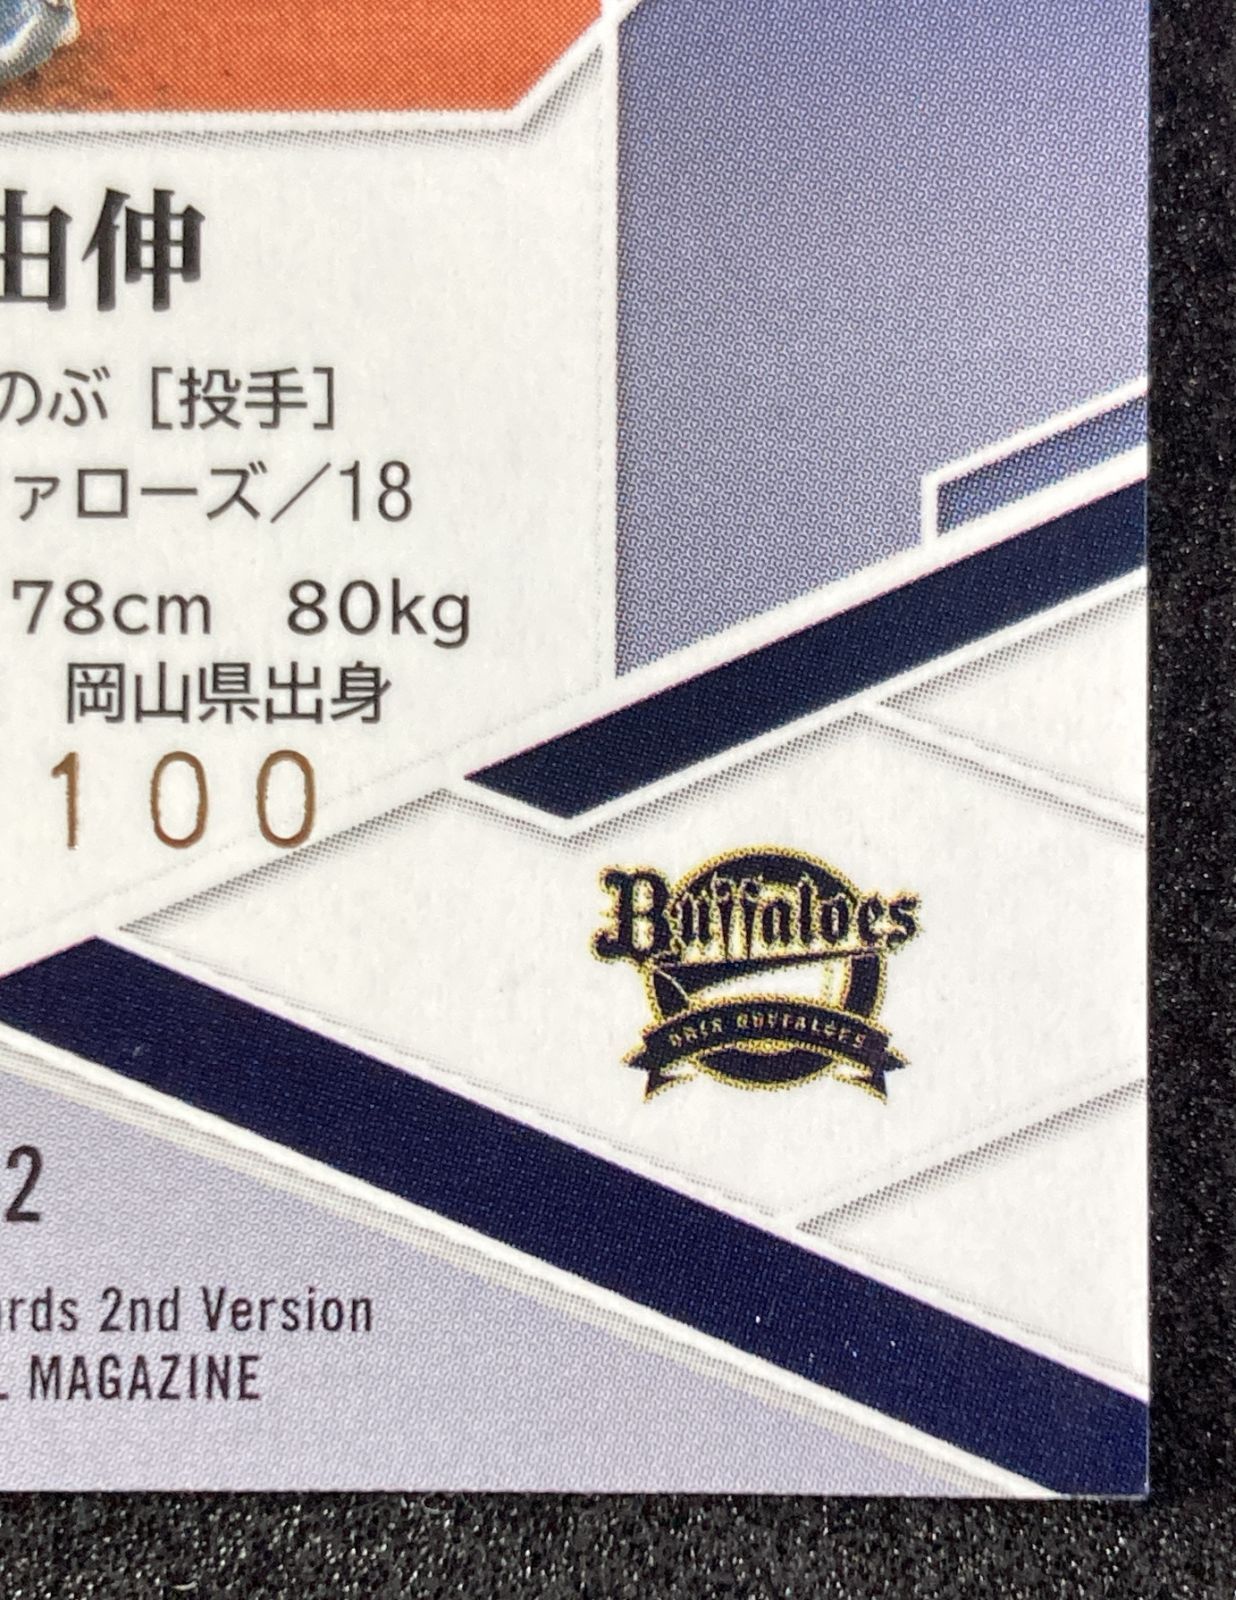 由伸
のぶ［投手］
ァローズ／18
78cm　80kg
岡山県出身
100
Buffaloes
ORIX BUFFALOES
2
rds 2nd Version
L MAGAZINE